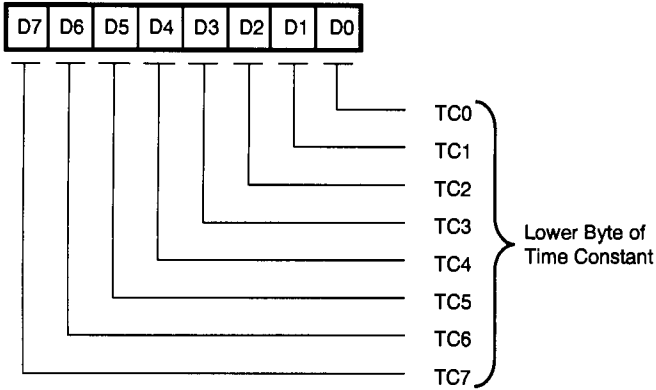 D7 D6 D5 D4 D3 D2 D1 D0
TC0
TC1
TC2
TC3
TC4
TC5
TC6
TC7
Lower Byte of
Time Constant